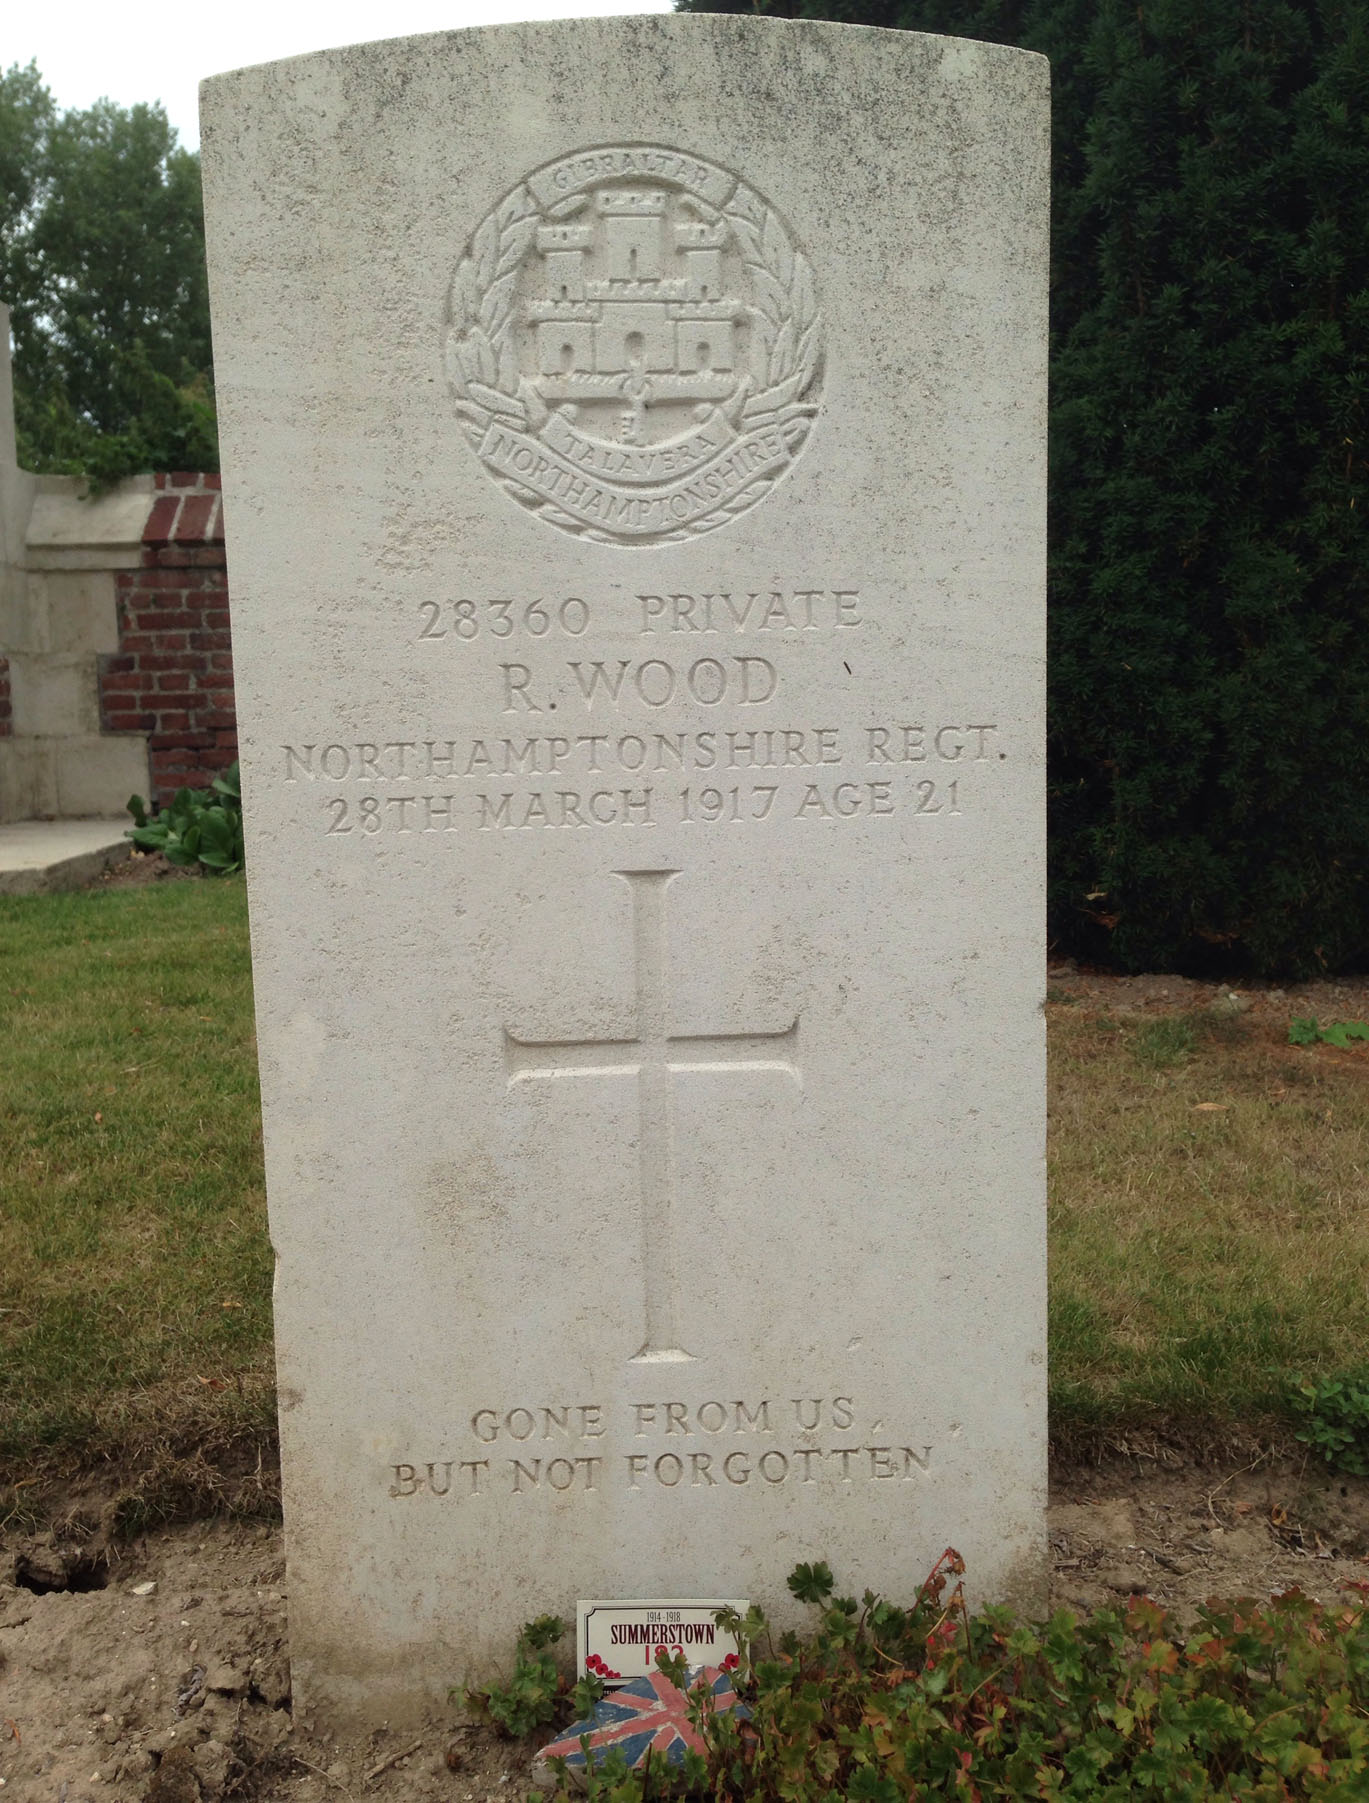 GIBRALTAR
TALAVERA
NORTHAMPTONSHIRE
28360 PRIVATE
R. WOOD
NORTHAMPTONSHIRE REGT.
28TH MARCH 1917 AGE 21
GONE FROM US
BUT NOT FORGOTTEN
1914-1918
SUMMERSTOWN
182